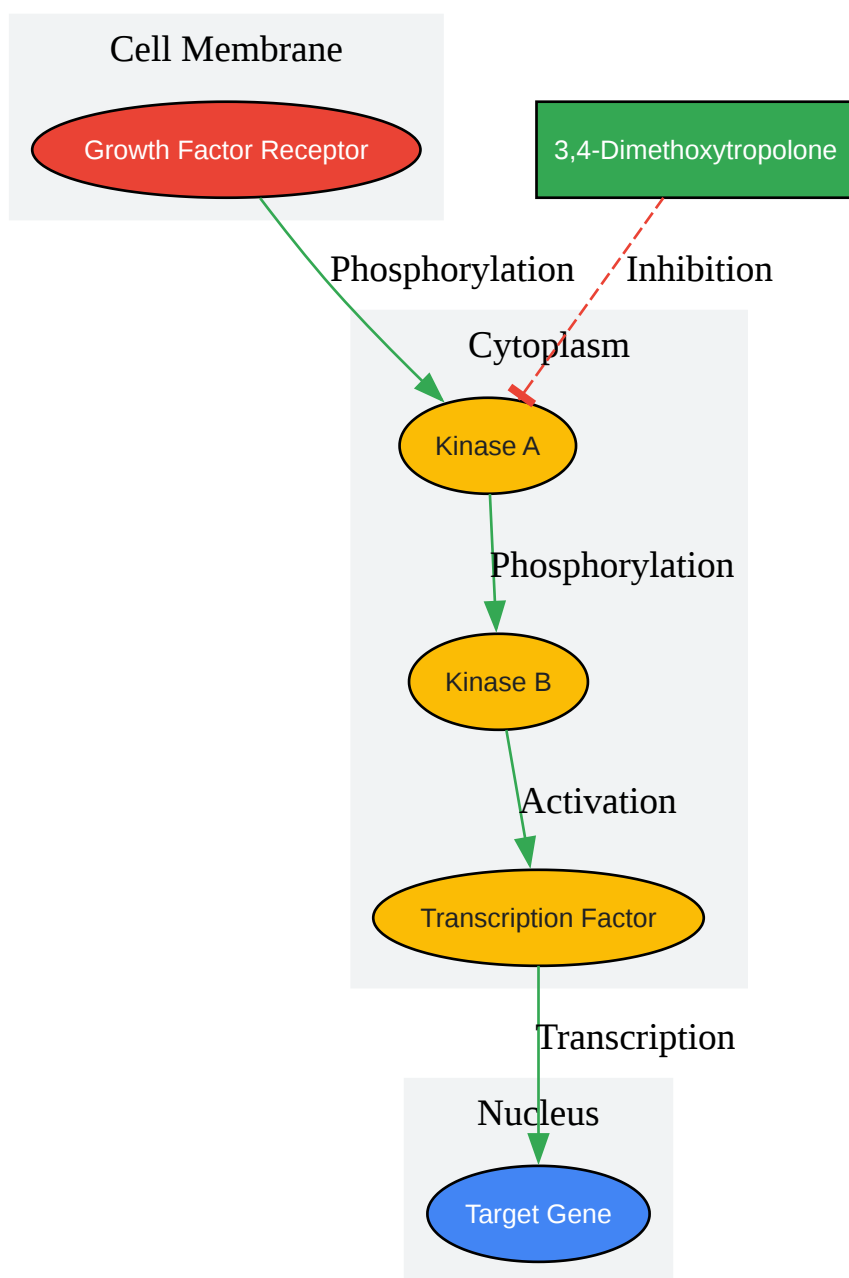 Cell Membrane
Growth Factor Receptor
3,4-Dimethoxytropolone
Phosphorylation
Inhibition
Cytoplasm
Kinase A
Phosphorylation
Kinase B
Activation
Transcription Factor
Transcription
Nucleus
Target Gene